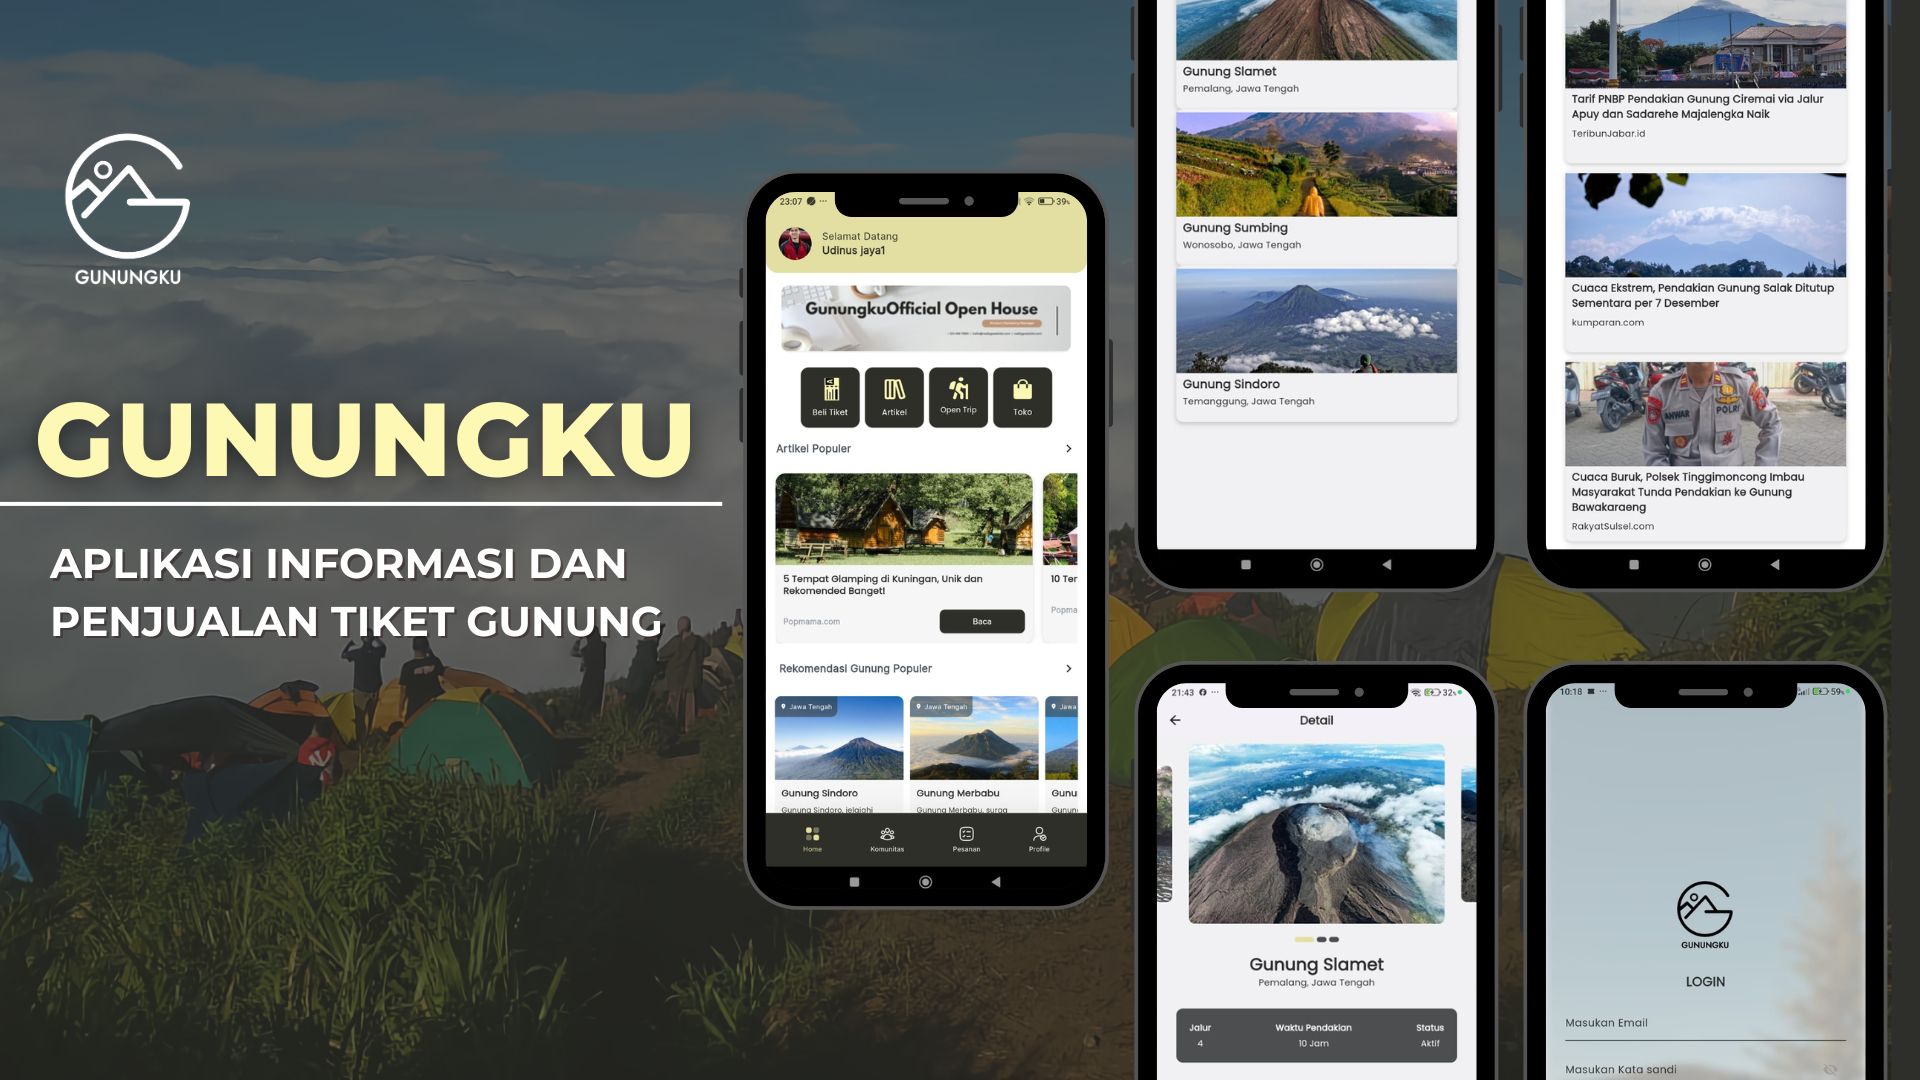 GUNUNGKU
GUNUNGKU
APLIKASI INFORMASI DAN
PENJUALAN TIKET GUNUNG
23:07
39%
Selamat Datang
Udinus jaya1
GunungkuOfficial Open House
Beli Tiket
Artikel
Open Trip
Toko
Artikel Populer
5 Tempat Glamping di Kuningan, Unik dan
Rekomended Banget!
Popmama.com
Baca
10 Ter
Popma
Rekomendasi Gunung Populer
Jawa Tengah
Gunung Sindoro
Gunung Sindoro, jelajahi
Jawa Tengah
Gunung Merbabu
Gunung Merbabu, surga
Jawa
Gunu
Gunung
Home
Komunitas
Pesanan
Profile
Gunung Slamet
Pemalang, Jawa Tengah
Gunung Sumbing
Wonosobo, Jawa Tengah
Gunung Sindoro
Temanggung, Jawa Tengah
Tarif PNBP Pendakian Gunung Ciremai via Jalur
Apuy dan Sadarehe Majalengka Naik
TeribunJabar.id
Cuaca Ekstrem, Pendakian Gunung Salak Ditutup
Sementara per 7 Desember
kumparan.com
ANWAR
POLRI
Cuaca Buruk, Polsek Tinggimoncong Imbau
Masyarakat Tunda Pendakian ke Gunung
Bawakaraeng
RakyatSulsel.com
21:43
32%
Detail
Gunung Slamet
Pemalang, Jawa Tengah
Jalur
4
Waktu Pendakian
10 Jam
Status
Aktif
10:18
59%
GUNUNGKU
LOGIN
Masukan Email
Masukan Kata sandi